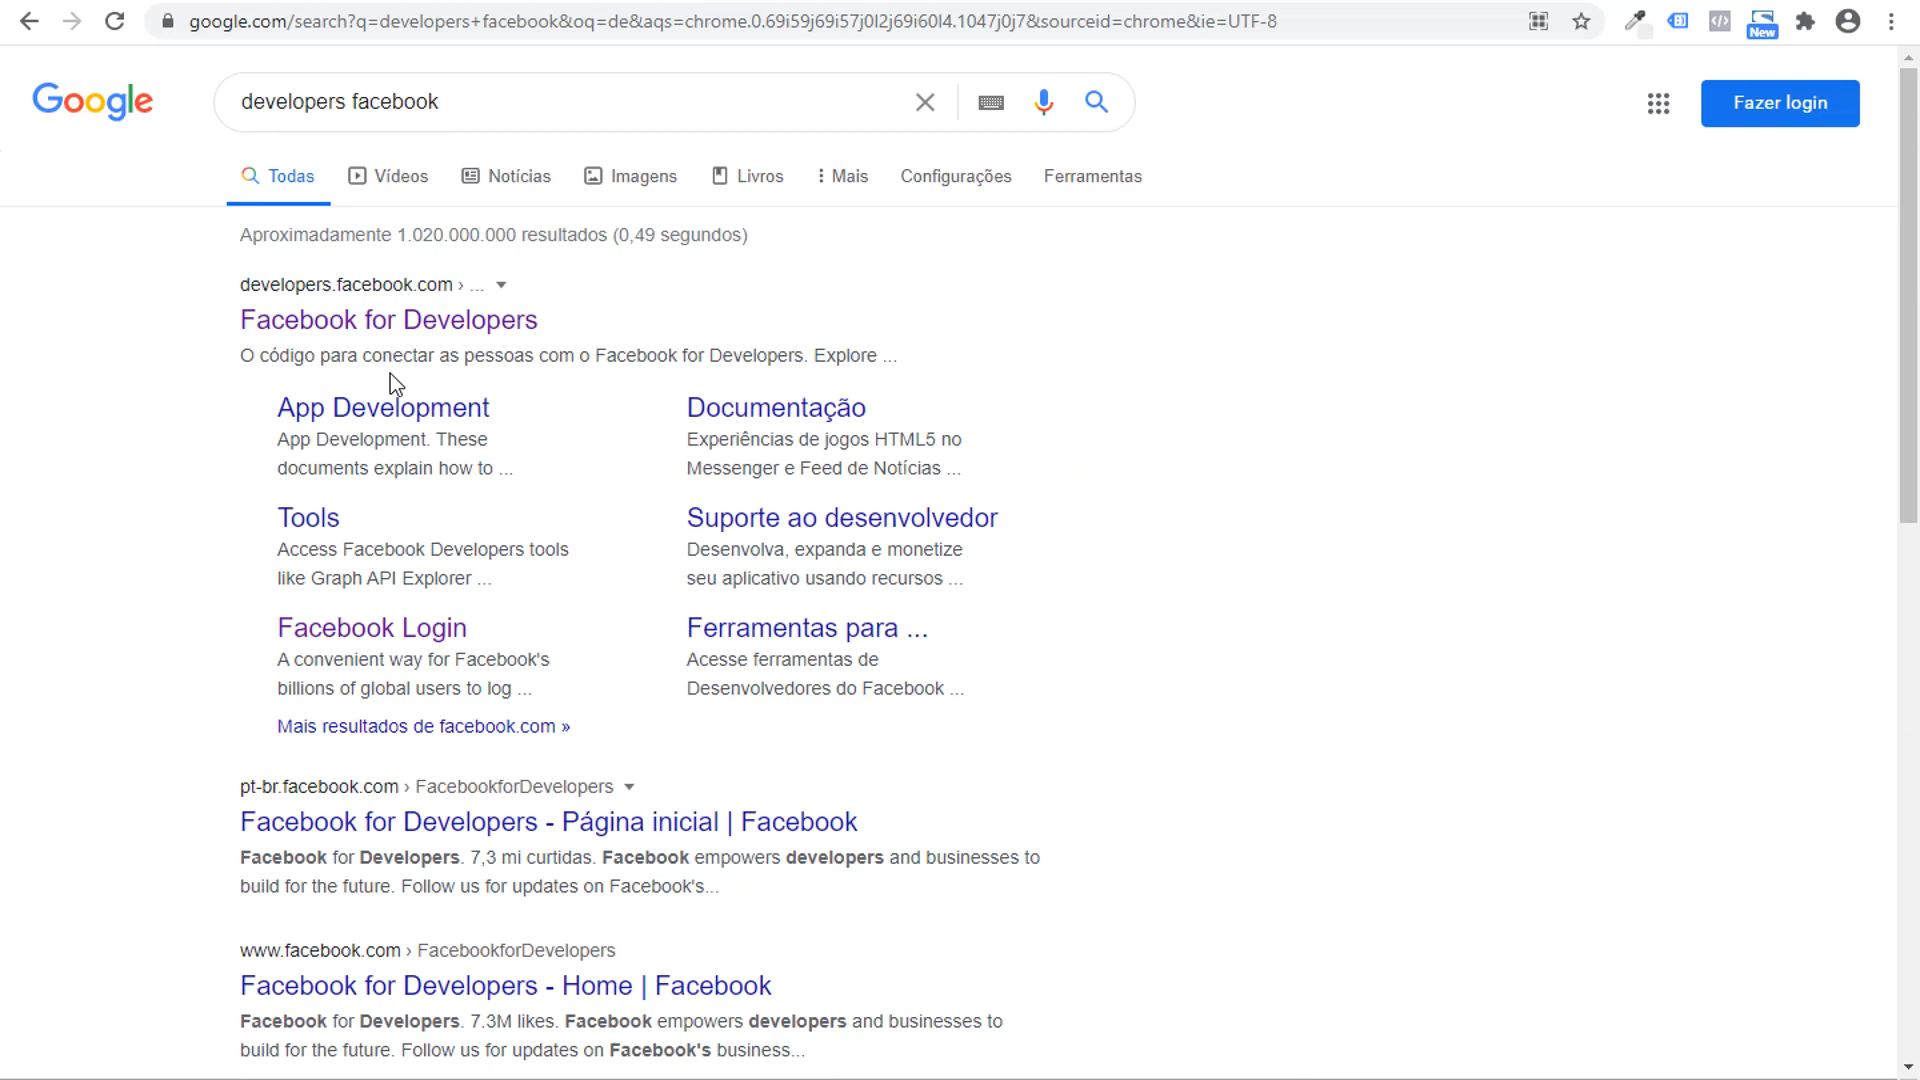 google.com/search?q=developers+facebook&oq=de&aqs=chrome.0.69i59j69i57j0l2j69i60l4.1047j0j7&sourceid=chrome&ie=UTF-8
New
Google
developers facebook
Fazer login
Todas
Vídeos
Notícias
Imagens
Livros
Mais
Configurações
Ferramentas
Aproximadamente 1.020.000.000 resultados (0,49 segundos)
developers.facebook.com › ...
Facebook for Developers
O código para conectar as pessoas com o Facebook for Developers. Explore ...
App Development
App Development. These
documents explain how to ...
Documentação
Experiências de jogos HTML5 no
Messenger e Feed de Notícias ...
Tools
Access Facebook Developers tools
like Graph API Explorer ...
Suporte ao desenvolvedor
Desenvolva, expanda e monetize
seu aplicativo usando recursos ...
Facebook Login
A convenient way for Facebook's
billions of global users to log ...
Ferramentas para ...
Acesse ferramentas de
Desenvolvedores do Facebook ...
Mais resultados de facebook.com »
pt-br.facebook.com › FacebookforDevelopers
Facebook for Developers - Página inicial | Facebook
Facebook for Developers. 7,3 mi curtidas. Facebook empowers developers and businesses to
build for the future. Follow us for updates on Facebook's...
www.facebook.com › FacebookforDevelopers
Facebook for Developers - Home | Facebook
Facebook for Developers. 7.3M likes. Facebook empowers developers and businesses to
build for the future. Follow us for updates on Facebook's business...